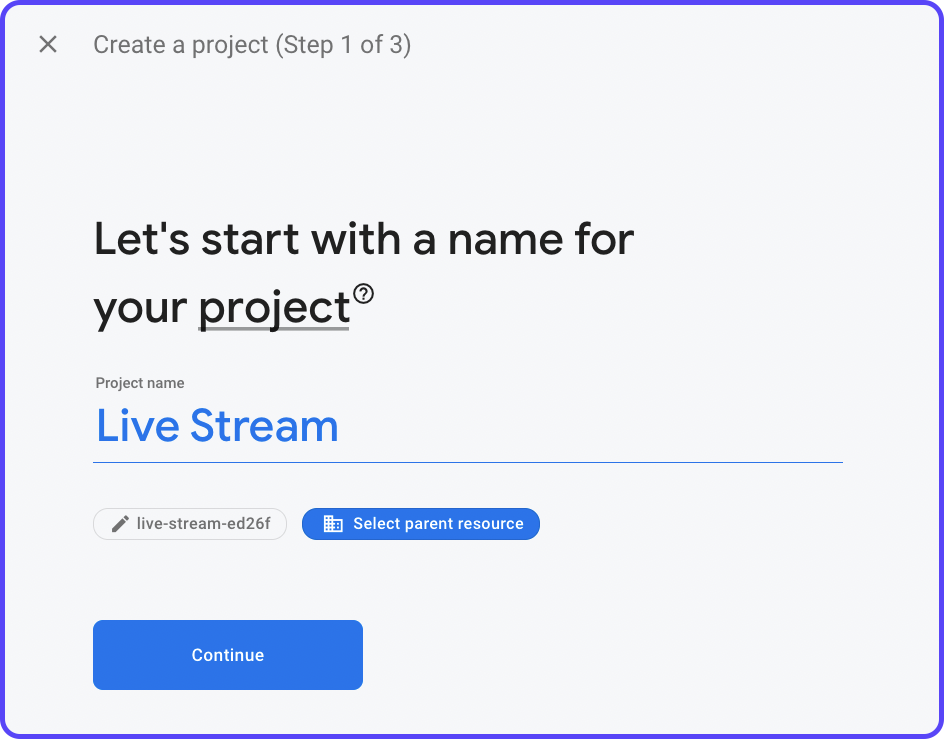 Create a project (Step 1 of 3)
Let's start with a name for
your project
Project name
Live Stream
live-stream-ed26f
Select parent resource
Continue